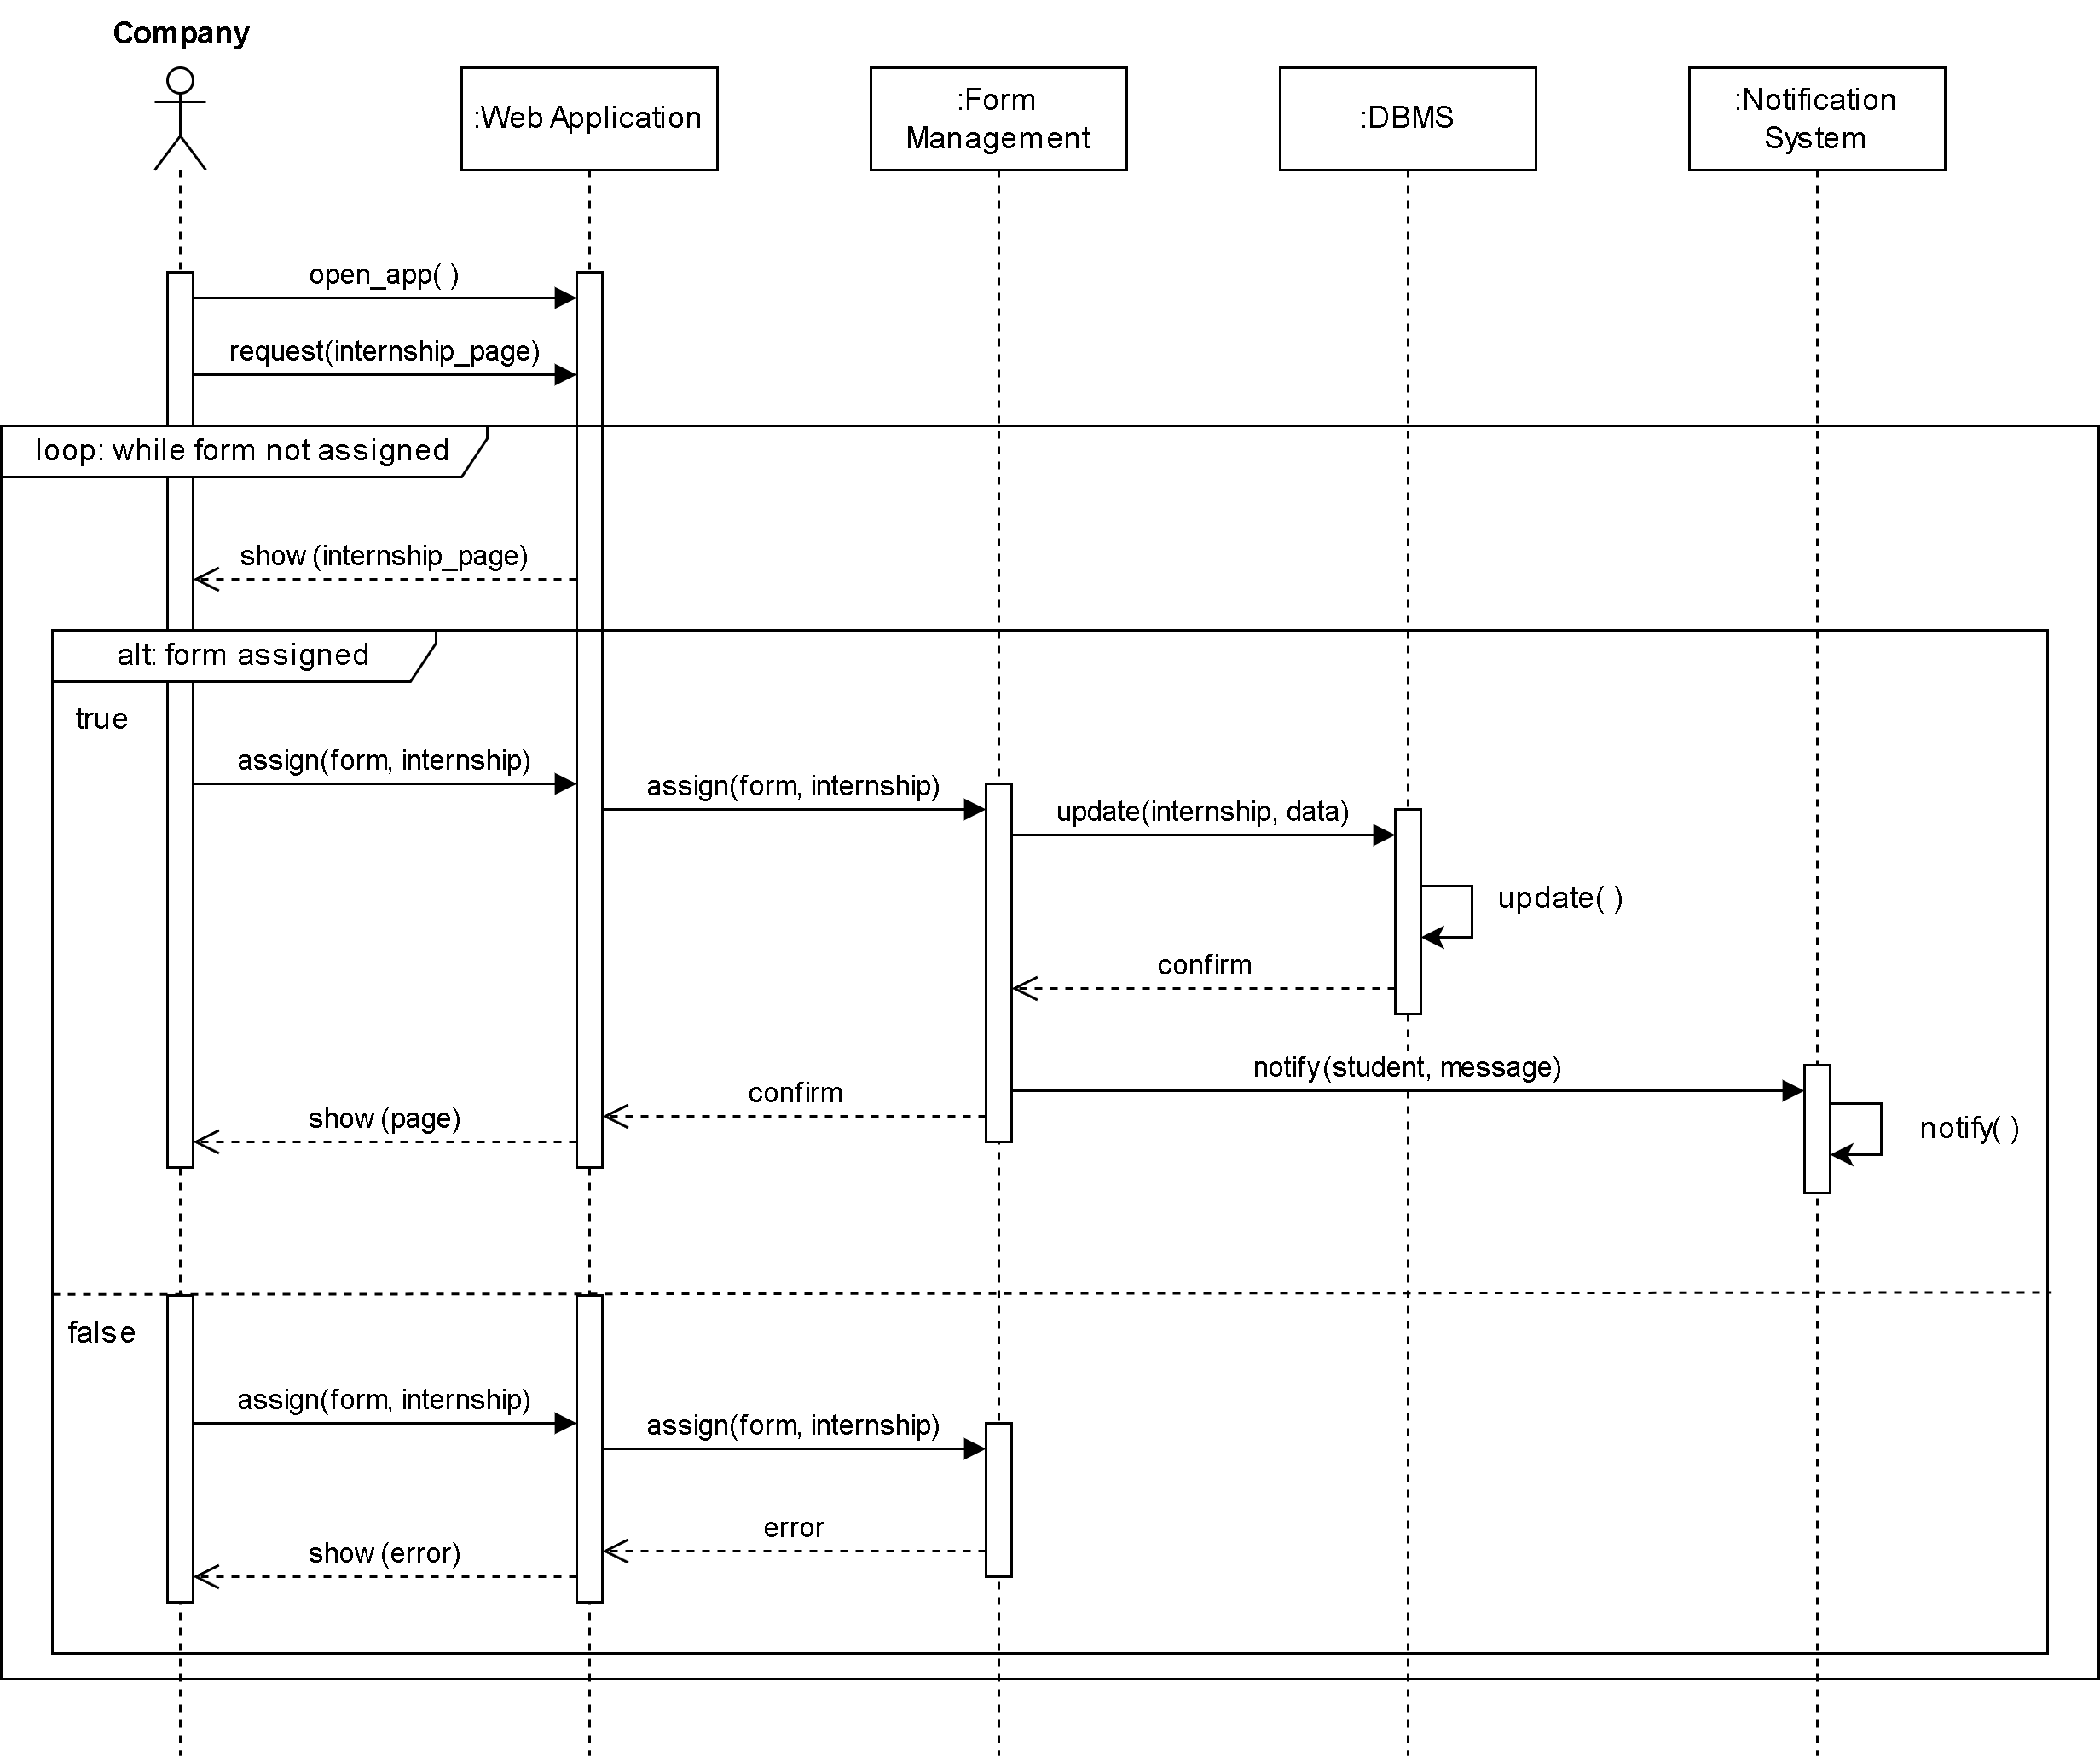 Company
:Web Application
:Form
Management
:DBMS
:Notification
System
open_app( )
request(internship_page)
loop: while form not assigned
show (internship_page)
alt: form assigned
true
assign(form, internship)
assign(form, internship)
update(internship, data)
update( )
confirm
notify(student, message)
confirm
show (page)
notify( )
false
assign(form, internship)
assign(form, internship)
error
show (error)